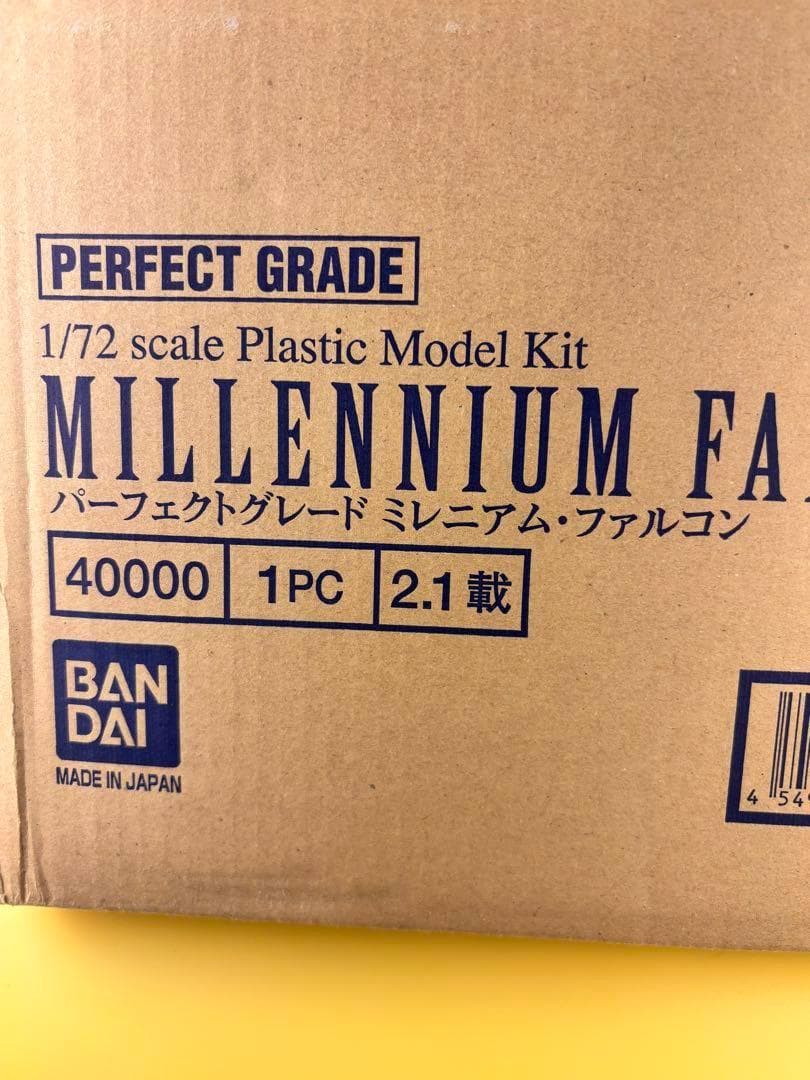 PERFECT GRADE
1/72 scale Plastic Model Kit
MILLENNIUM FA
パーフェクトグレード ミレニアム・ファルコン
40000 1PC 2.1載
BAN
DAI
MADE IN JAPAN
4 54